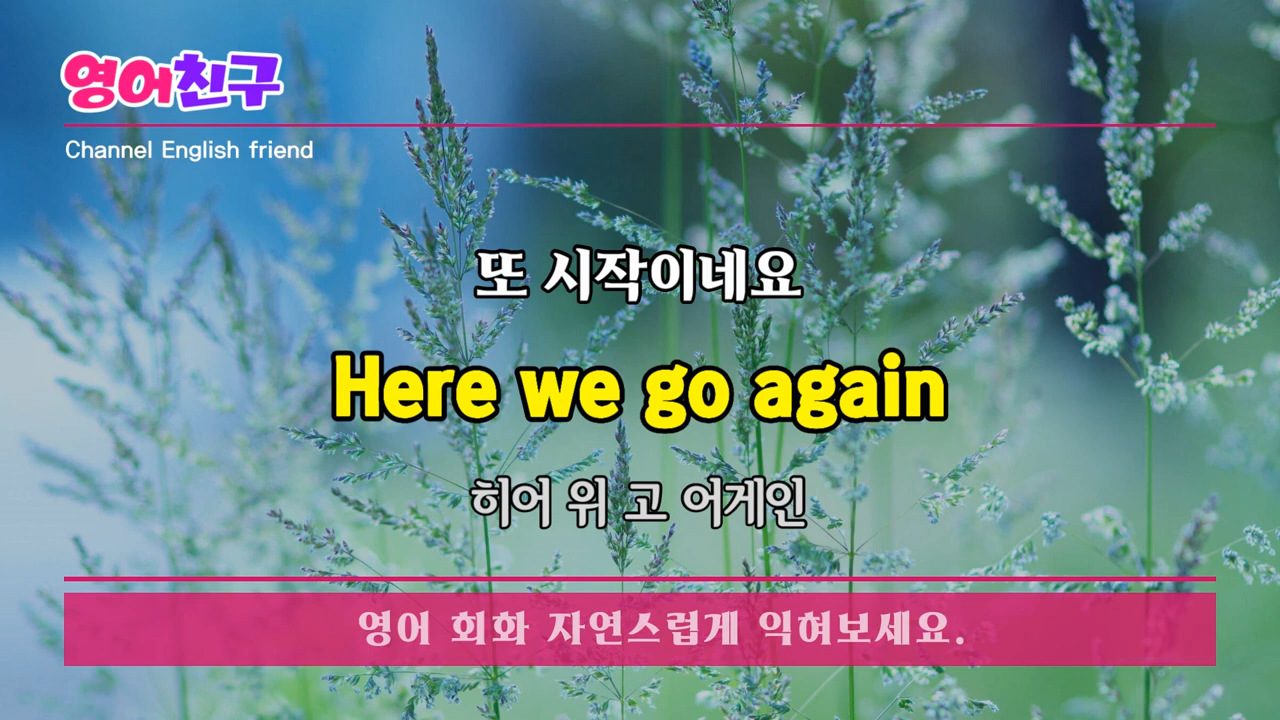 영어친구
Channel English friend
또 시작이네요
Here we go again
히어 위 고 어게인
영어 회화 자연스럽게 익혀보세요.